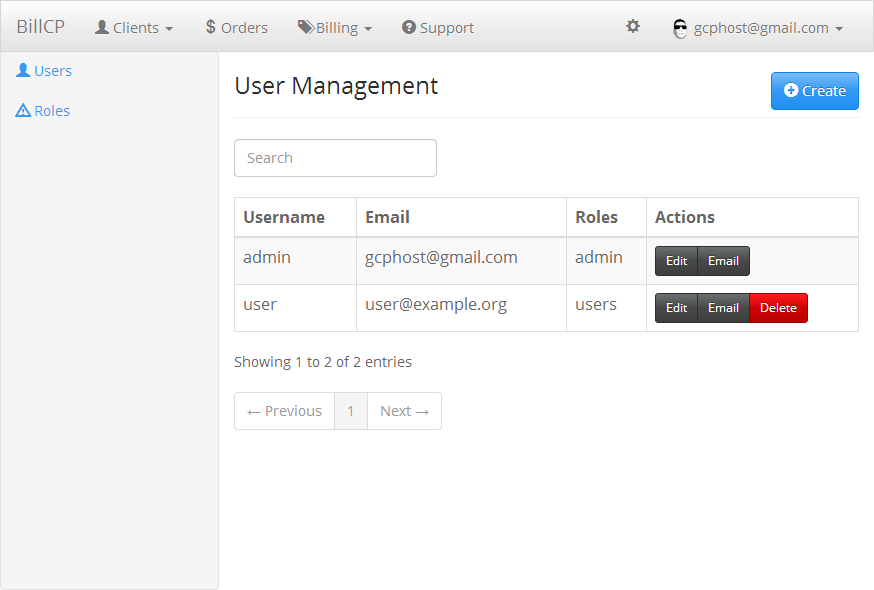 BillCP Clients Orders Billing Support gcphost@gmail.com
Users
Roles
User Management
Create
Search
Username Email Roles Actions
admin gcphost@gmail.com admin Edit Email
user user@example.org users Edit Email Delete
Showing 1 to 2 of 2 entries
← Previous 1 Next →